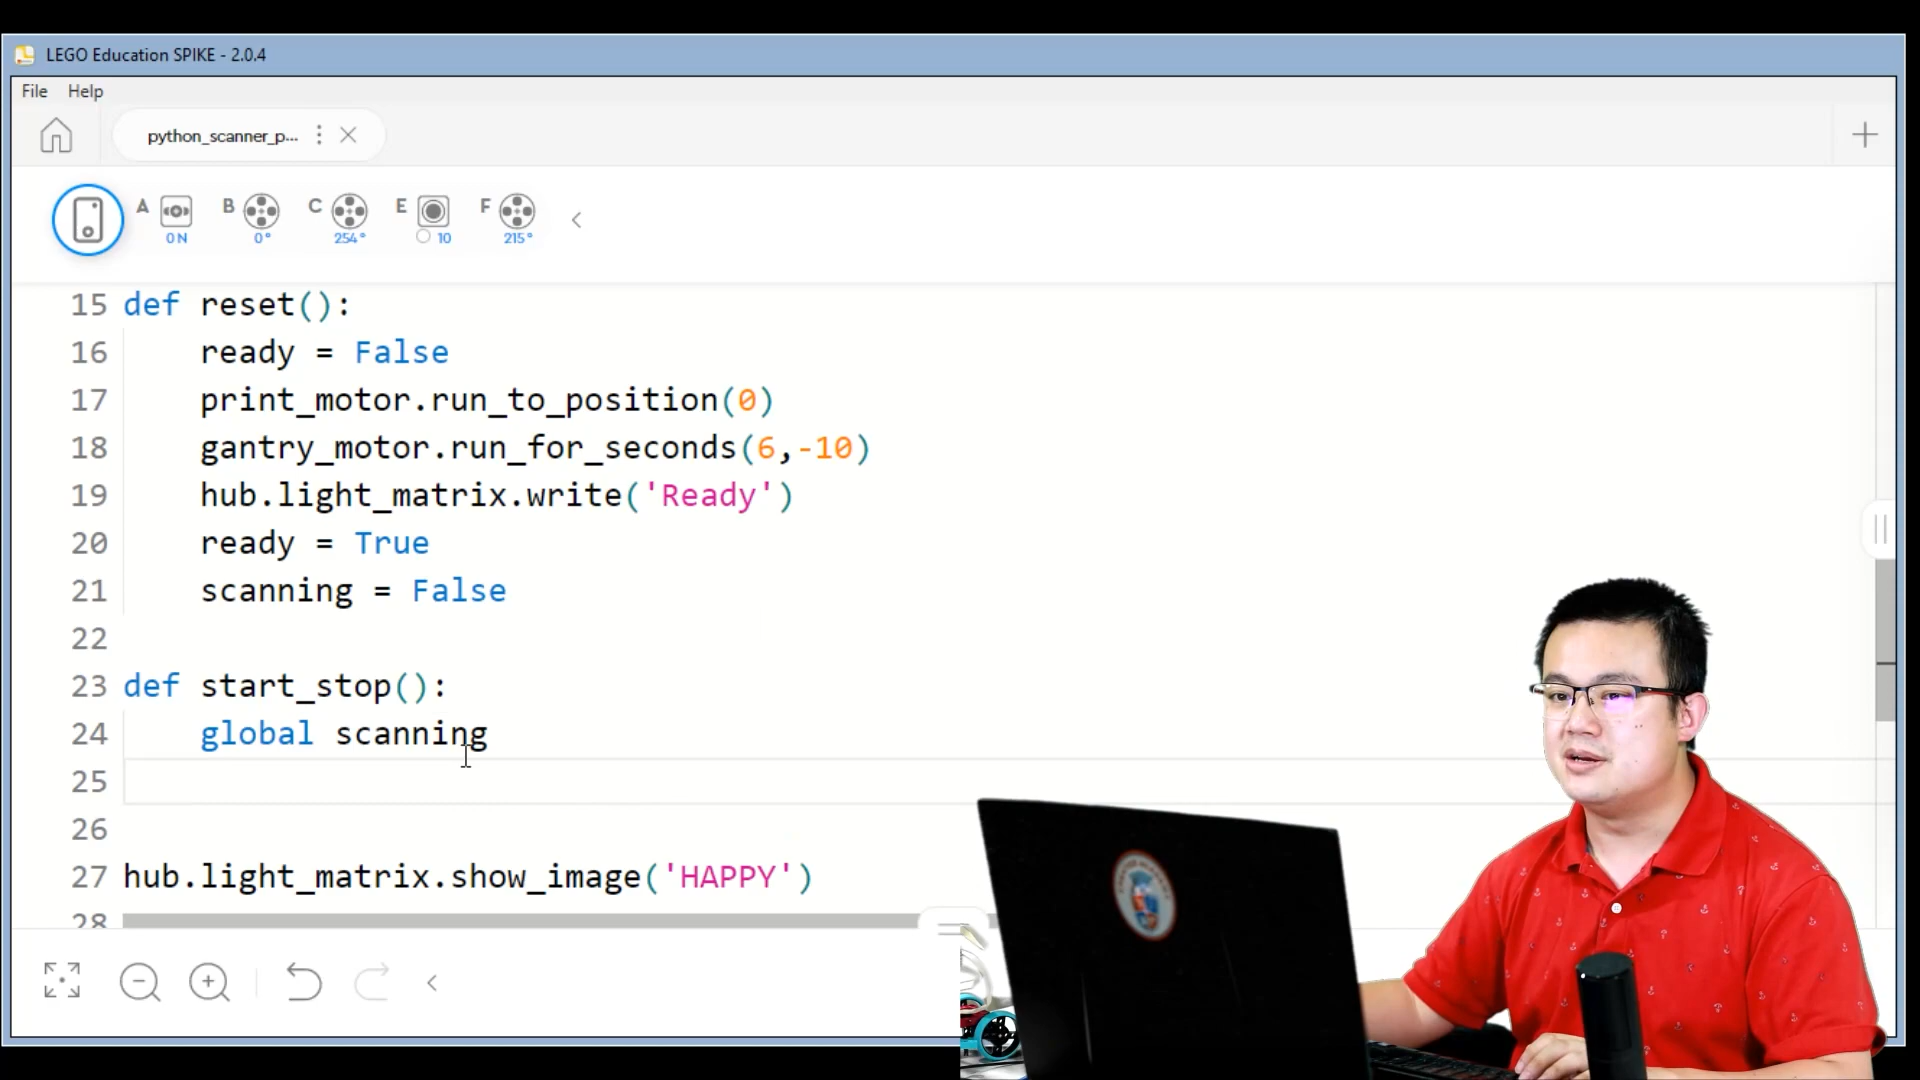 LEGO Education SPIKE - 2.0.4
File Help
python_scanner_p...
A B C E F
0 N 0° 254° 10 215°
15 def reset():
16 ready = False
17 print_motor.run_to_position(0)
18 gantry_motor.run_for_seconds(6,-10)
19 hub.light_matrix.write('Ready')
20 ready = True
21 scanning = False
22
23 def start_stop():
24 global scanning
25
26
27 hub.light_matrix.show_image('HAPPY')
28